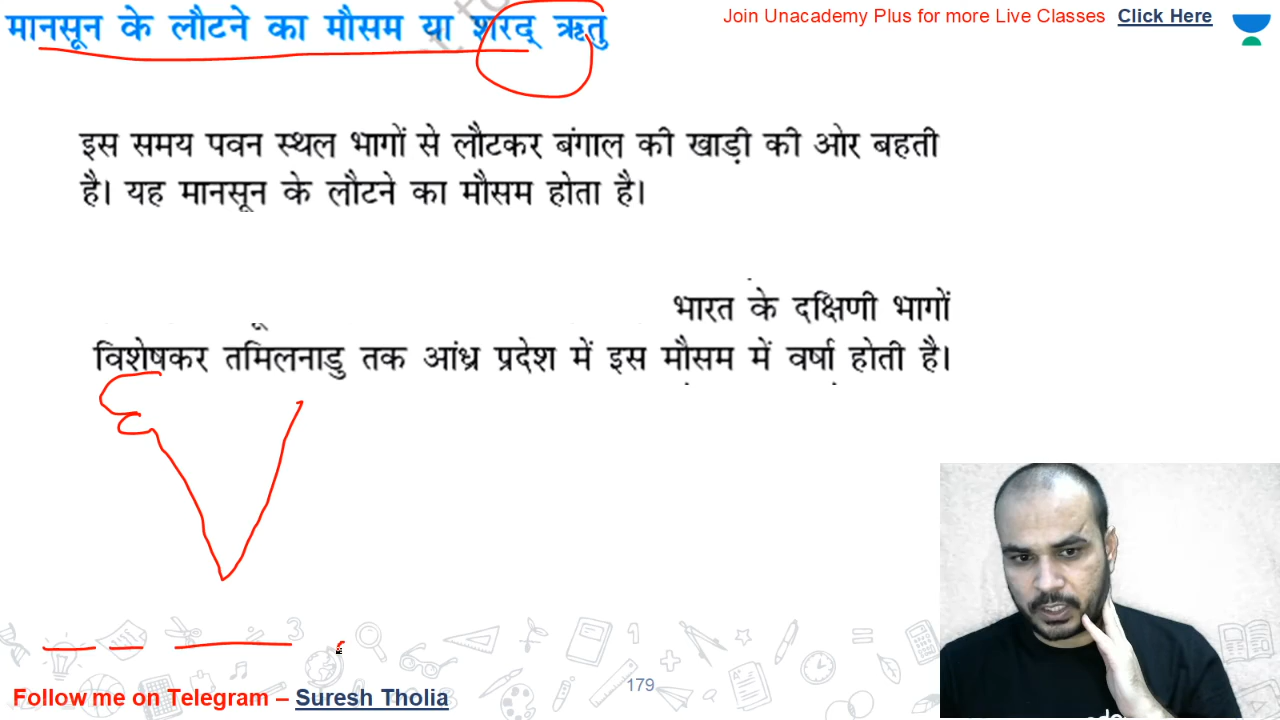 मानसून के लौटने का मौसम या शरद् ऋतु
Join Unacademy Plus for more Live Classes Click Here
इस समय पवन स्थल भागों से लौटकर बंगाल की खाड़ी की ओर बहती
है। यह मानसून के लौटने का मौसम होता है।
भारत के दक्षिणी भागों
विशेषकर तमिलनाडु तक आंध्र प्रदेश में इस मौसम में वर्षा होती है।
179
Follow me on Telegram – Suresh Tholia